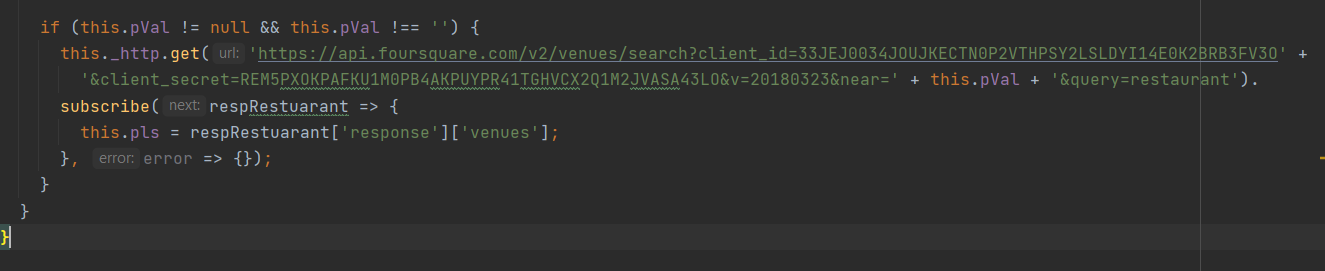 if (this.pVal != null && this.pVal !== '') {
this._http.get( url: 'https://api.foursquare.com/v2/venues/search?client_id=33JEJ0034JOUJKECTN0P2VTHPSY2LSLDYI14E0K2BRB3FV3O' +
'&client_secret=REM5PXOKPAFKU1M0PB4AKPUYPR41TGHVCX2Q1M2JVASA43LO&v=20180323&near=' + this.pVal + '&query=restaurant').
subscribe( next: respRestuarant => {
this.pls = respRestuarant['response']['venues'];
}, error: error => {});
}
}
}